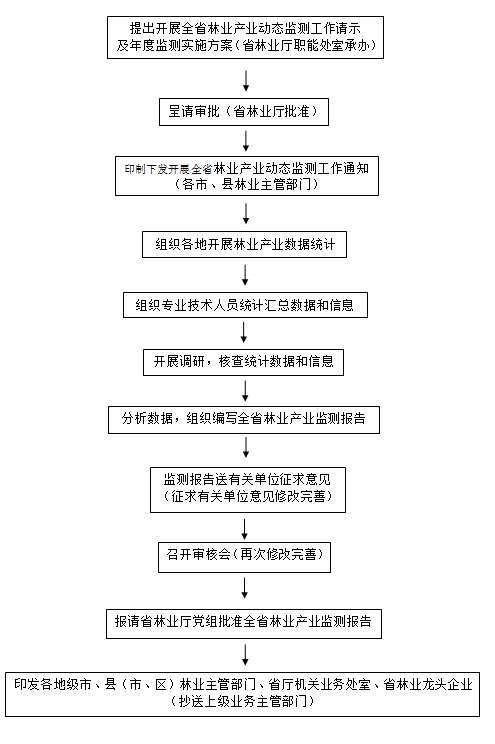 提出开展全省林业产业动态监测工作请示
及年度监测实施方案（省林业厅职能处室承办）
呈请审批（省林业厅批准）
印制下发开展全省林业产业动态监测工作通知
（各市、县林业主管部门）
组织各地开展林业产业数据统计
组织专业技术人员统计汇总数据和信息
开展调研，核查统计数据和信息
分析数据，组织编写全省林业产业监测报告
监测报告送有关单位征求意见
（征求有关单位意见修改完善）
召开审核会（再次修改完善）
报请省林业厅党组批准全省林业产业监测报告
印发各地级市、县（市、区）林业主管部门、省厅机关业务处室、省林业龙头企业
（抄送上级业务主管部门）